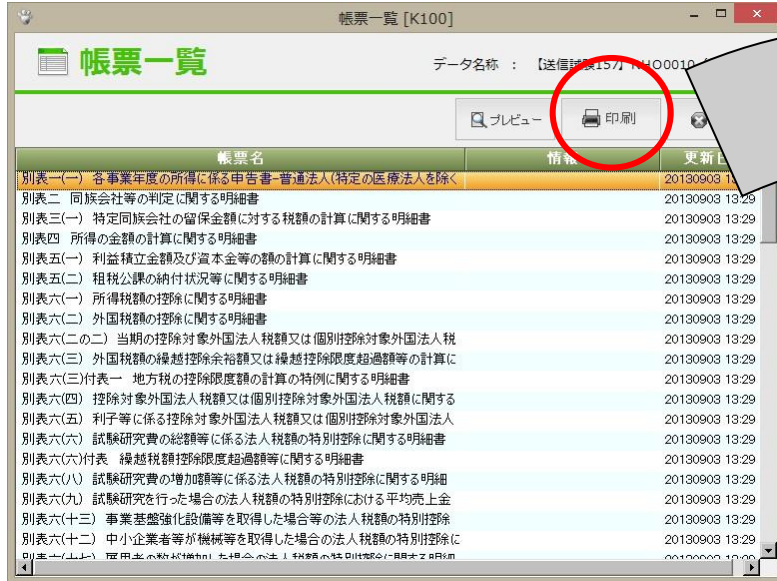 帳票一覧 [K100]
帳票一覧
データ名称 : 【送信試験157】
プレビュー
印刷
帳票名 情報 更新日
別表一(一) 各事業年度の所得に係る申告書-普通法人(特定の医療法人を除く 20130903
別表二 同族会社等の判定に関する明細書 20130903 13:29
別表三(一) 特定同族会社の留保金額に対する税額の計算に関する明細書 20130903 13:29
別表四 所得の金額の計算に関する明細書 20130903 13:29
別表五(一) 利益積立金額及び資本金等の額の計算に関する明細書 20130903 13:29
別表五(二) 租税公課の納付状況等に関する明細書 20130903 13:29
別表六(一) 所得税額の控除に関する明細書 20130903 13:29
別表六(二) 外国税額の控除に関する明細書 20130903 13:29
別表六(二の二) 当期の控除対象外国法人税額又は個別控除対象外国法人税 20130903 13:29
別表六(三) 外国税額の繰越控除余裕額又は繰越控除限度超過額等の計算に 20130903 13:29
別表六(三)付表一 地方税の控除限度額の計算の特例に関する明細書 20130903 13:29
別表六(四) 控除対象外国法人税額又は個別控除対象外国法人税額に関する 20130903 13:29
別表六(五) 利子等に係る控除対象外国法人税額又は個別控除対象外国法人 20130903 13:29
別表六(六) 試験研究費の総額等に係る法人税額の特別控除に関する明細書 20130903 13:29
別表六(六)付表 繰越税額控除限度超過額等に関する明細書 20130903 13:29
別表六(八) 試験研究費の増加額等に係る法人税額の特別控除に関する明細 20130903 13:29
別表六(九) 試験研究を行った場合の法人税額の特別控除における平均売上金 20130903 13:29
別表六(十三) 事業基盤強化設備等を取得した場合等の法人税額の特別控除 20130903 13:29
別表六(十二) 中小企業者等が機械等を取得した場合の法人税額の特別控除に 20130903 13:29